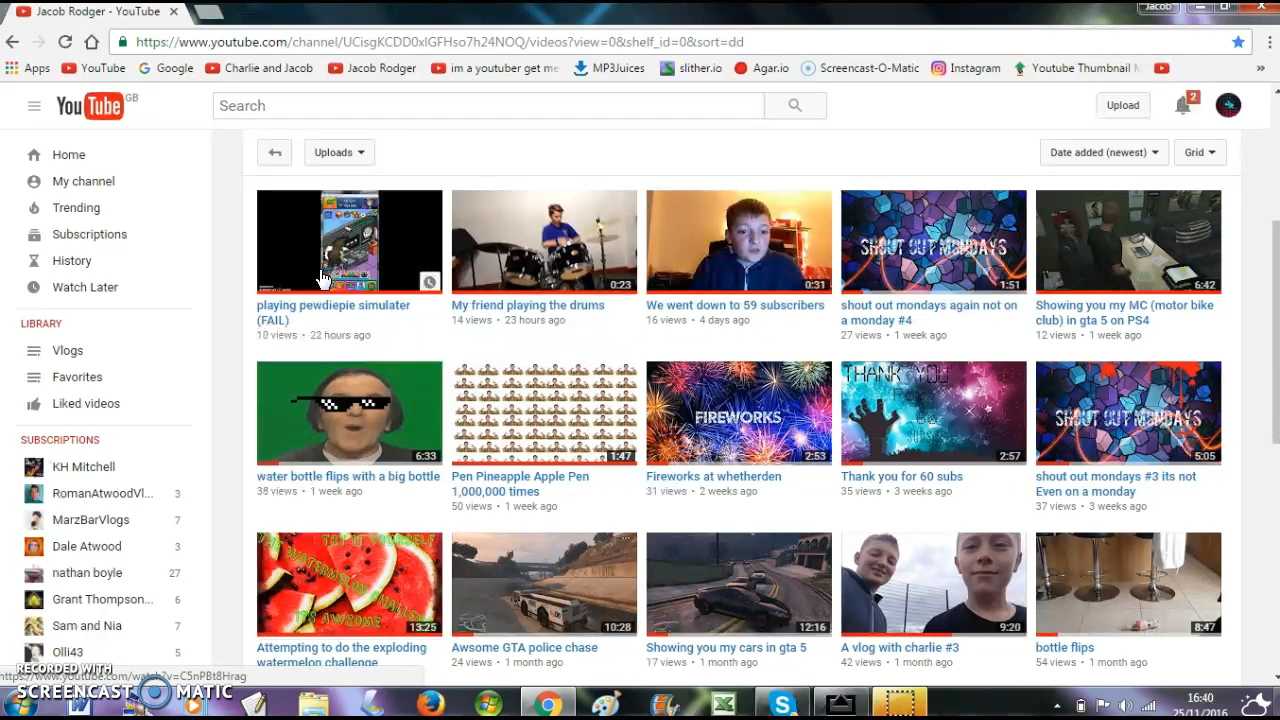 Jacob Rodger - YouTube
Jacob
https://www.youtube.com/channel/UCisgKCDD0xlGFHso7h24NOQ/videos?view=0&shelf_id=0&sort=dd
Apps YouTube Google Charlie and Jacob Jacob Rodger im a youtuber get me MP3Juices slither.io Agar.io Screencast-O-Matic Instagram Youtube Thumbnail
YouTube GB Search Upload 2
Uploads Date added (newest) Grid
Home
My channel
Trending
Subscriptions
History
Watch Later
LIBRARY
Vlogs
Favorites
Liked videos
SUBSCRIPTIONS
KH Mitchell
RomanAtwoodVl... 3
MarzBarVlogs 7
Dale Atwood 3
nathan boyle 27
Grant Thompson... 6
Sam and Nia 7
Olli43 5
playing pewdiepie simulater
(FAIL)
10 views • 22 hours ago
0:23
My friend playing the drums
14 views • 23 hours ago
0:31
We went down to 59 subscribers
16 views • 4 days ago
SHOUT OUT MONDAYS
1:51
shout out mondays again not on
a monday #4
27 views • 1 week ago
6:42
Showing you my MC (motor bike
club) in gta 5 on PS4
12 views • 1 week ago
6:33
water bottle flips with a big bottle
38 views • 1 week ago
1:47
Pen Pineapple Apple Pen
1,000,000 times
50 views • 1 week ago
FIREWORKS
2:53
Fireworks at whetherden
31 views • 2 weeks ago
THANK YOU
2:57
Thank you for 60 subs
35 views • 3 weeks ago
SHOUT OUT MONDAYS
5:05
shout out mondays #3 its not
Even on a monday
37 views • 3 weeks ago
TRY IT YOURSELF
THE WATERMELON CHALLENGE
ITS AWESOME
13:25
Attempting to do the exploding
watermelon challenge
10:28
Awsome GTA police chase
24 views • 1 month ago
12:16
Showing you my cars in gta 5
17 views • 1 month ago
9:20
A vlog with charlie #3
42 views • 1 month ago
8:47
bottle flips
54 views • 1 month ago
https://www.youtube.com/watch?v=C5nPBt8Hrag
RECORDED WITH
SCREENCAST MATIC
16:40
25/11/2016